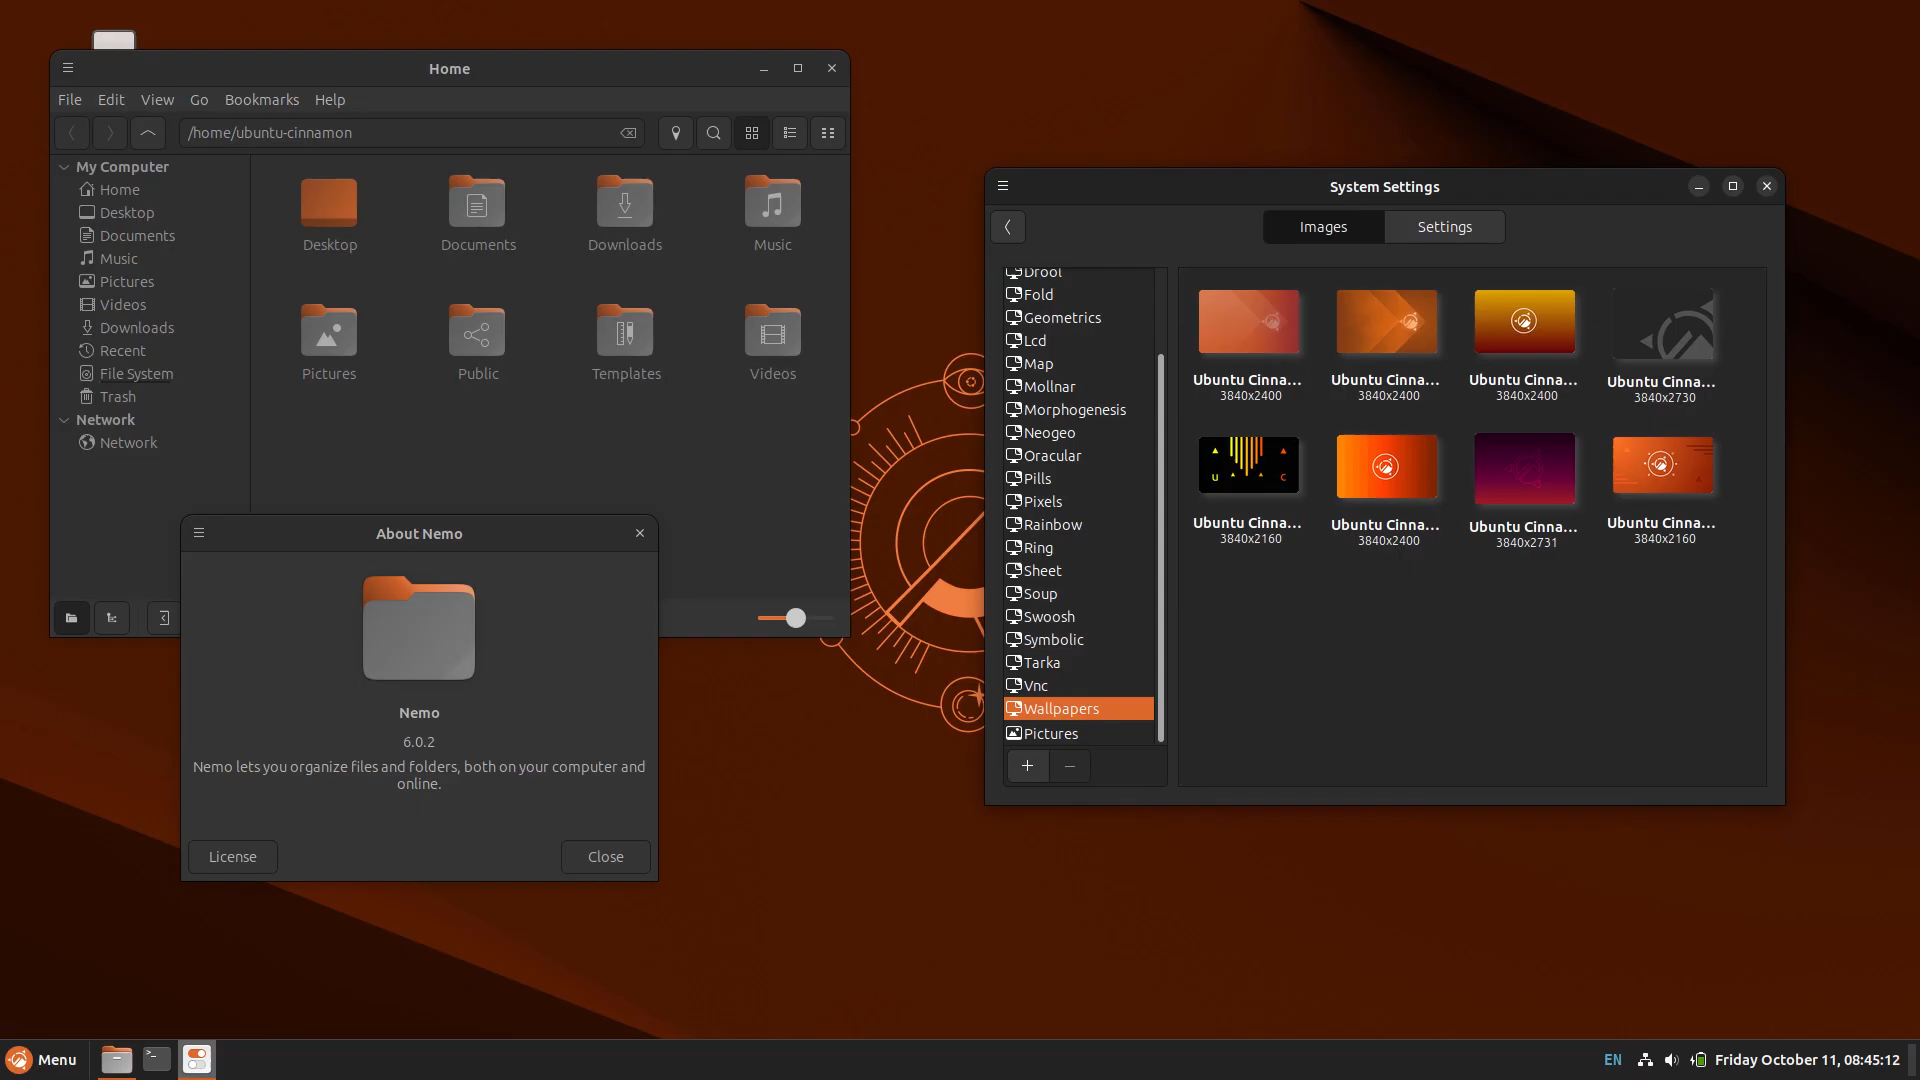 Home
File Edit View Go Bookmarks Help
/home/ubuntu-cinnamon
My Computer
Home
Desktop
Documents
Music
Pictures
Videos
Downloads
Recent
File System
Trash
Network
Network
Desktop
Documents
Downloads
Music
Pictures
Public
Templates
Videos
About Nemo
Nemo
6.0.2
Nemo lets you organize files and folders, both on your computer and
online.
License
Close
System Settings
Images
Settings
Drool
Fold
Geometrics
Lcd
Map
Mollnar
Morphogenesis
Neogeo
Oracular
Pills
Pixels
Rainbow
Ring
Sheet
Soup
Swoosh
Symbolic
Tarka
Vnc
Wallpapers
Pictures
Ubuntu Cinna...
3840x2400
Ubuntu Cinna...
3840x2400
Ubuntu Cinna...
3840x2400
Ubuntu Cinna...
3840x2730
u c
Ubuntu Cinna...
3840x2160
Ubuntu Cinna...
3840x2400
Ubuntu Cinna...
3840x2731
Ubuntu Cinna...
3840x2160
Menu
EN
Friday October 11, 08:45:12